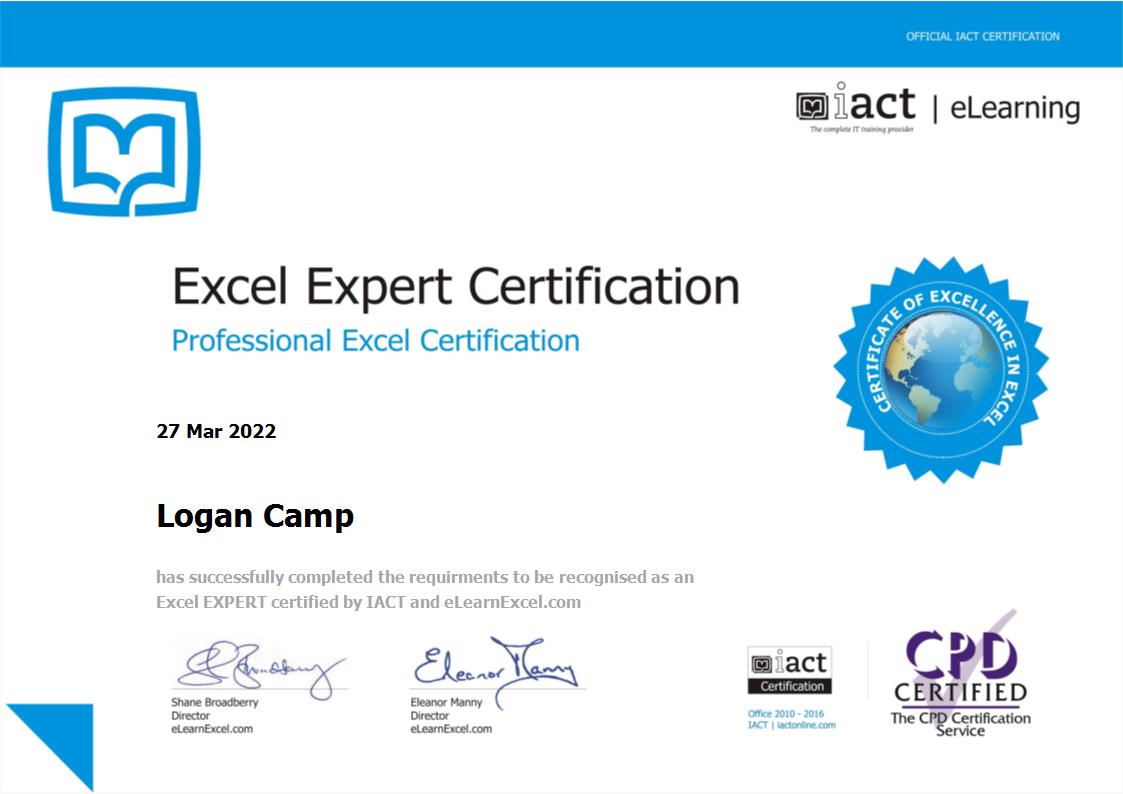 OFFICIAL IACT CERTIFICATION
iact | eLearning
The complete IT training provider
Excel Expert Certification
Professional Excel Certification
CERTIFICATE OF EXCELLENCE IN EXCEL
27 Mar 2022
Logan Camp
has successfully completed the requirments to be recognised as an
Excel EXPERT certified by IACT and eLearnExcel.com
Eleanor Manny
Shane Broadberry
Director
eLearnExcel.com
Eleanor Manny
Director
eLearnExcel.com
iact
Certification
Office 2010 - 2016
IACT | iactonline.com
CPD
CERTIFIED
The CPD Certification
Service